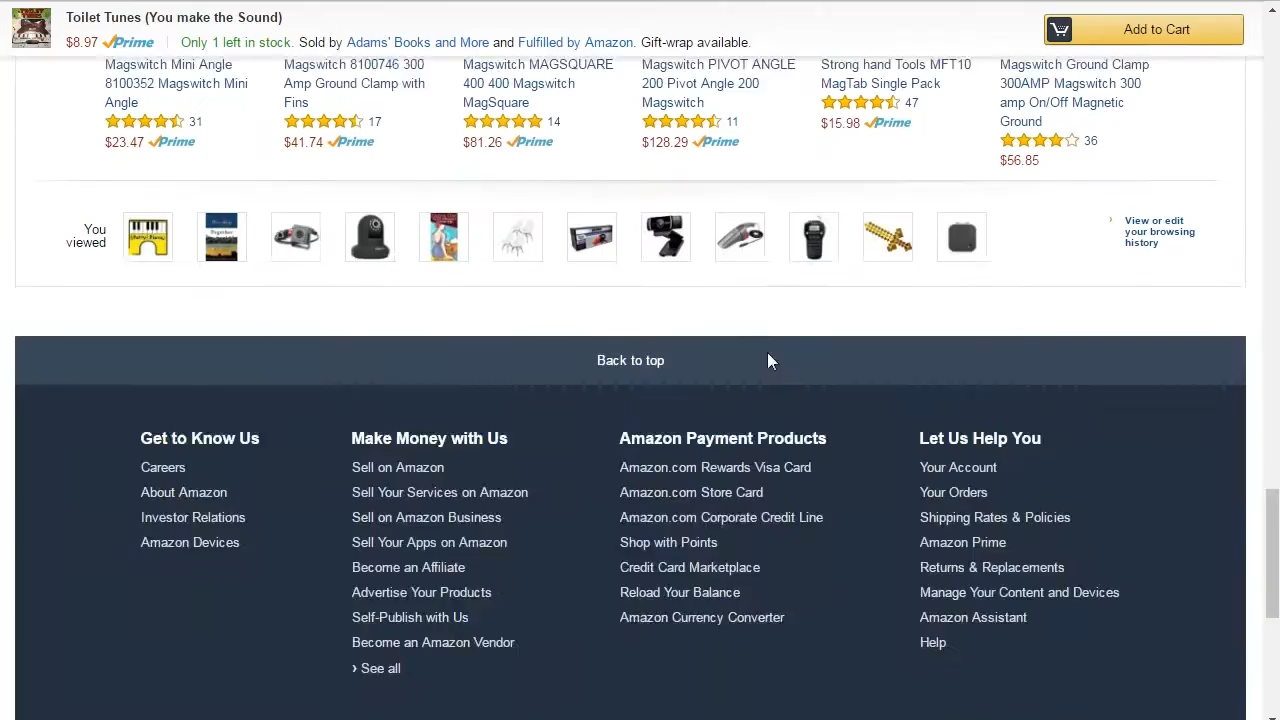 Toilet Tunes (You make the Sound)
$8.97 Prime Only 1 left in stock. Sold by Adams' Books and More and Fulfilled by Amazon. Gift-wrap available.
Add to Cart
Magswitch Mini Angle
8100352 Magswitch Mini
Angle
31
$23.47 Prime
Magswitch 8100746 300
Amp Ground Clamp with
Fins
17
$41.74 Prime
Magswitch MAGSQUARE
400 400 Magswitch
MagSquare
14
$81.26 Prime
Magswitch PIVOT ANGLE
200 Pivot Angle 200
Magswitch
11
$128.29 Prime
Strong hand Tools MFT10
MagTab Single Pack
47
$15.98 Prime
Magswitch Ground Clamp
300AMP Magswitch 300
amp On/Off Magnetic
Ground
36
$56.85
You
viewed
› View or edit
your browsing
history
Back to top
Get to Know Us
Careers
About Amazon
Investor Relations
Amazon Devices
Make Money with Us
Sell on Amazon
Sell Your Services on Amazon
Sell on Amazon Business
Sell Your Apps on Amazon
Become an Affiliate
Advertise Your Products
Self-Publish with Us
Become an Amazon Vendor
› See all
Amazon Payment Products
Amazon.com Rewards Visa Card
Amazon.com Store Card
Amazon.com Corporate Credit Line
Shop with Points
Credit Card Marketplace
Reload Your Balance
Amazon Currency Converter
Let Us Help You
Your Account
Your Orders
Shipping Rates & Policies
Amazon Prime
Returns & Replacements
Manage Your Content and Devices
Amazon Assistant
Help